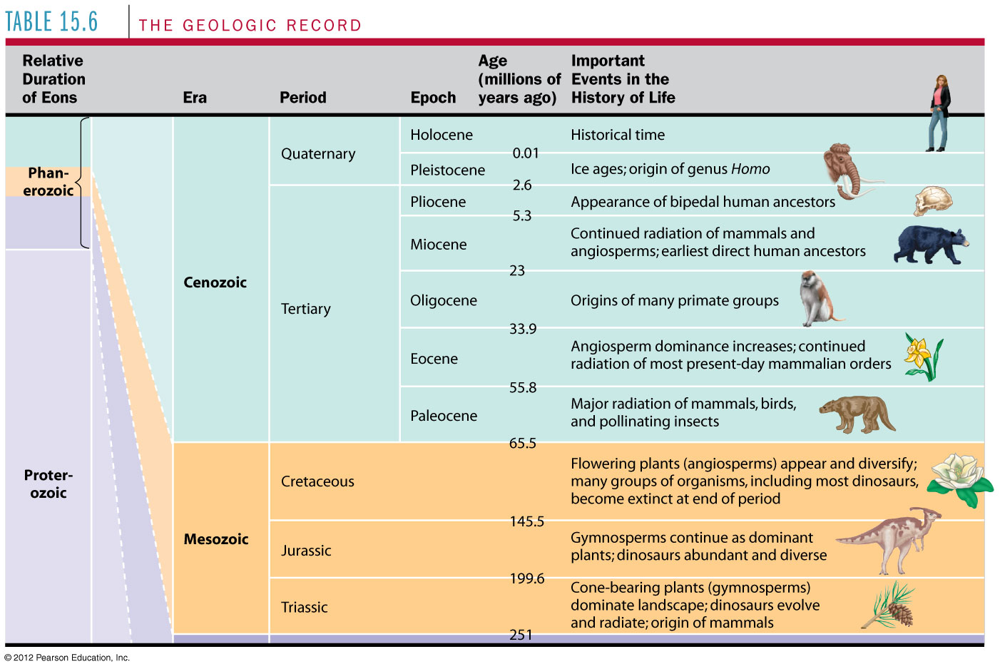 TABLE 15.6
THE GEOLOGIC RECORD
Relative
Duration
of Eons
Era
Period
Epoch
Age
(millions of
years ago)
Important
Events in the
History of Life
Phan-
erozoic
Proter-
ozoic
Cenozoic
Quaternary
Holocene
Historical time
0.01
Pleistocene
Ice ages; origin of genus Homo
2.6
Tertiary
Pliocene
Appearance of bipedal human ancestors
5.3
Miocene
Continued radiation of mammals and
angiosperms; earliest direct human ancestors
23
Oligocene
Origins of many primate groups
33.9
Eocene
Angiosperm dominance increases; continued
radiation of most present-day mammalian orders
55.8
Paleocene
Major radiation of mammals, birds,
and pollinating insects
65.5
Mesozoic
Cretaceous
Flowering plants (angiosperms) appear and diversify;
many groups of organisms, including most dinosaurs,
become extinct at end of period
145.5
Jurassic
Gymnosperms continue as dominant
plants; dinosaurs abundant and diverse
199.6
Triassic
Cone-bearing plants (gymnosperms)
dominate landscape; dinosaurs evolve
and radiate; origin of mammals
251
© 2012 Pearson Education, Inc.